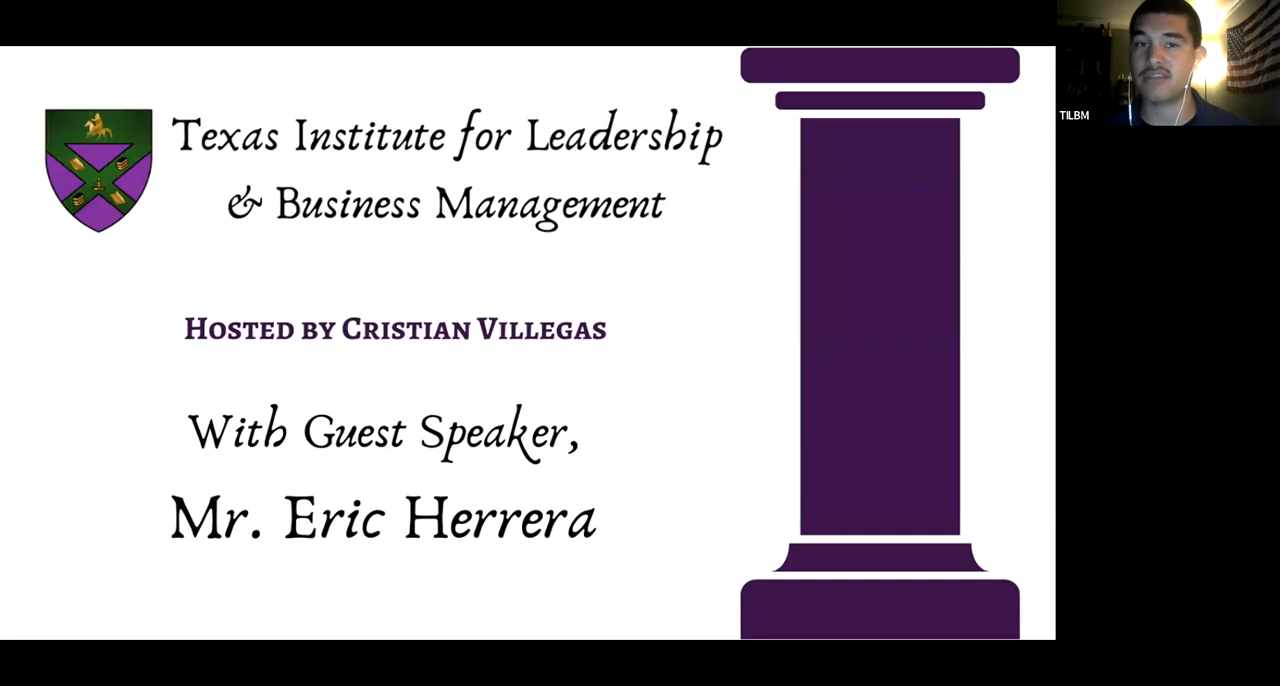 Texas Institute for Leadership
& Business Management
Hosted by Cristian Villegas
With Guest Speaker,
Mr. Eric Herrera
TILBM